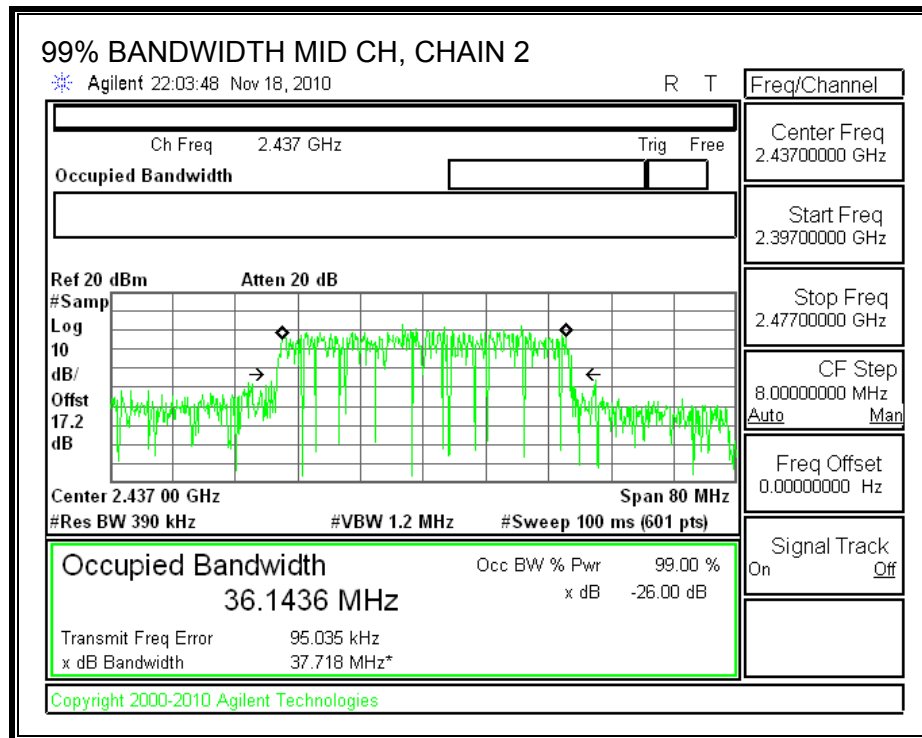 99% BANDWIDTH MID CH, CHAIN 2
Agilent 22:03:48 Nov 18, 2010 R T
Freq/Channel
Ch Freq 2.437 GHz Trig Free
Occupied Bandwidth
Center Freq
2.43700000 GHz
Start Freq
2.39700000 GHz
Stop Freq
2.47700000 GHz
CF Step
8.00000000 MHz
Auto Man
Freq Offset
0.00000000 Hz
Signal Track
On Off
Ref 20 dBm Atten 20 dB
#Samp
Log
10
dB/
Offst
17.2
dB
Center 2.437 00 GHz Span 80 MHz
#Res BW 390 kHz #VBW 1.2 MHz #Sweep 100 ms (601 pts)
Occupied Bandwidth Occ BW % Pwr 99.00 %
36.1436 MHz x dB -26.00 dB
Transmit Freq Error 95.035 kHz
x dB Bandwidth 37.718 MHz*
Copyright 2000-2010 Agilent Technologies